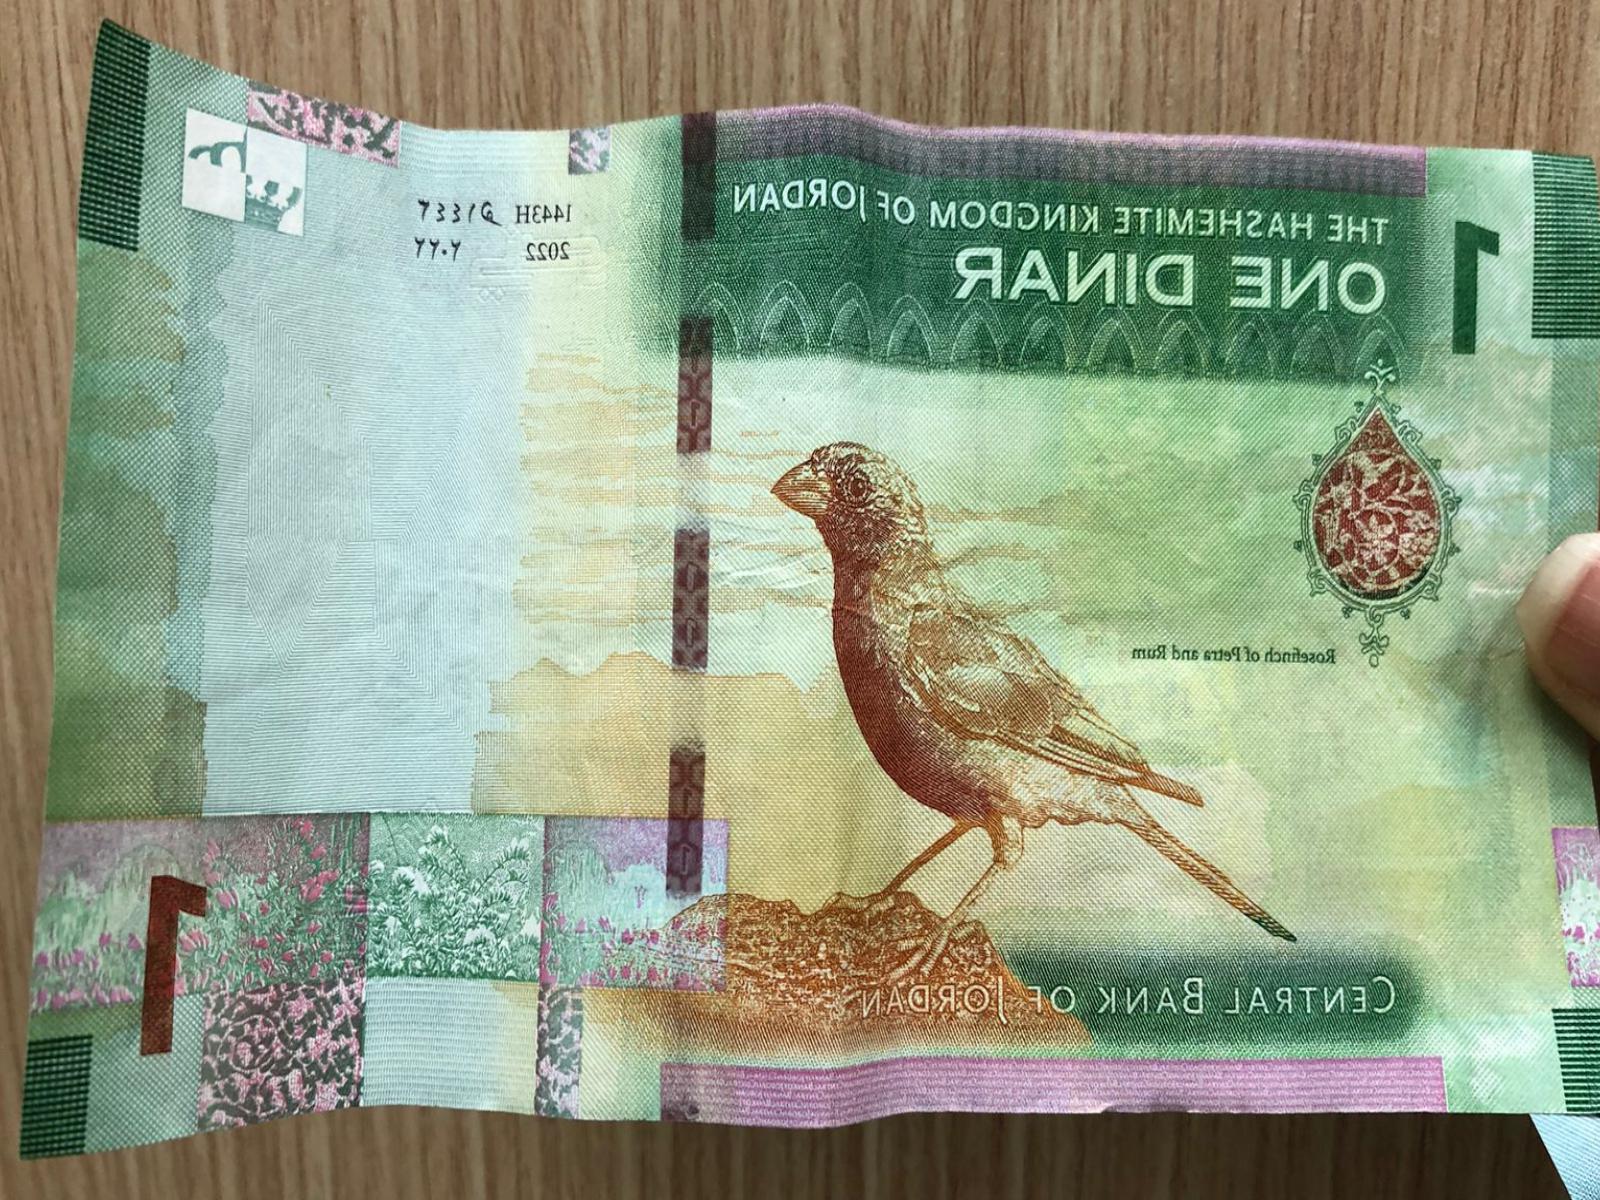 1
THE HASHEMITE KINGDOM OF JORDAN
ONE DINAR
1443H ١٤٤٣هـ
2022 ٢٠٢٢
Rosefinch of Petra and Rum
CENTRAL BANK OF JORDAN
1